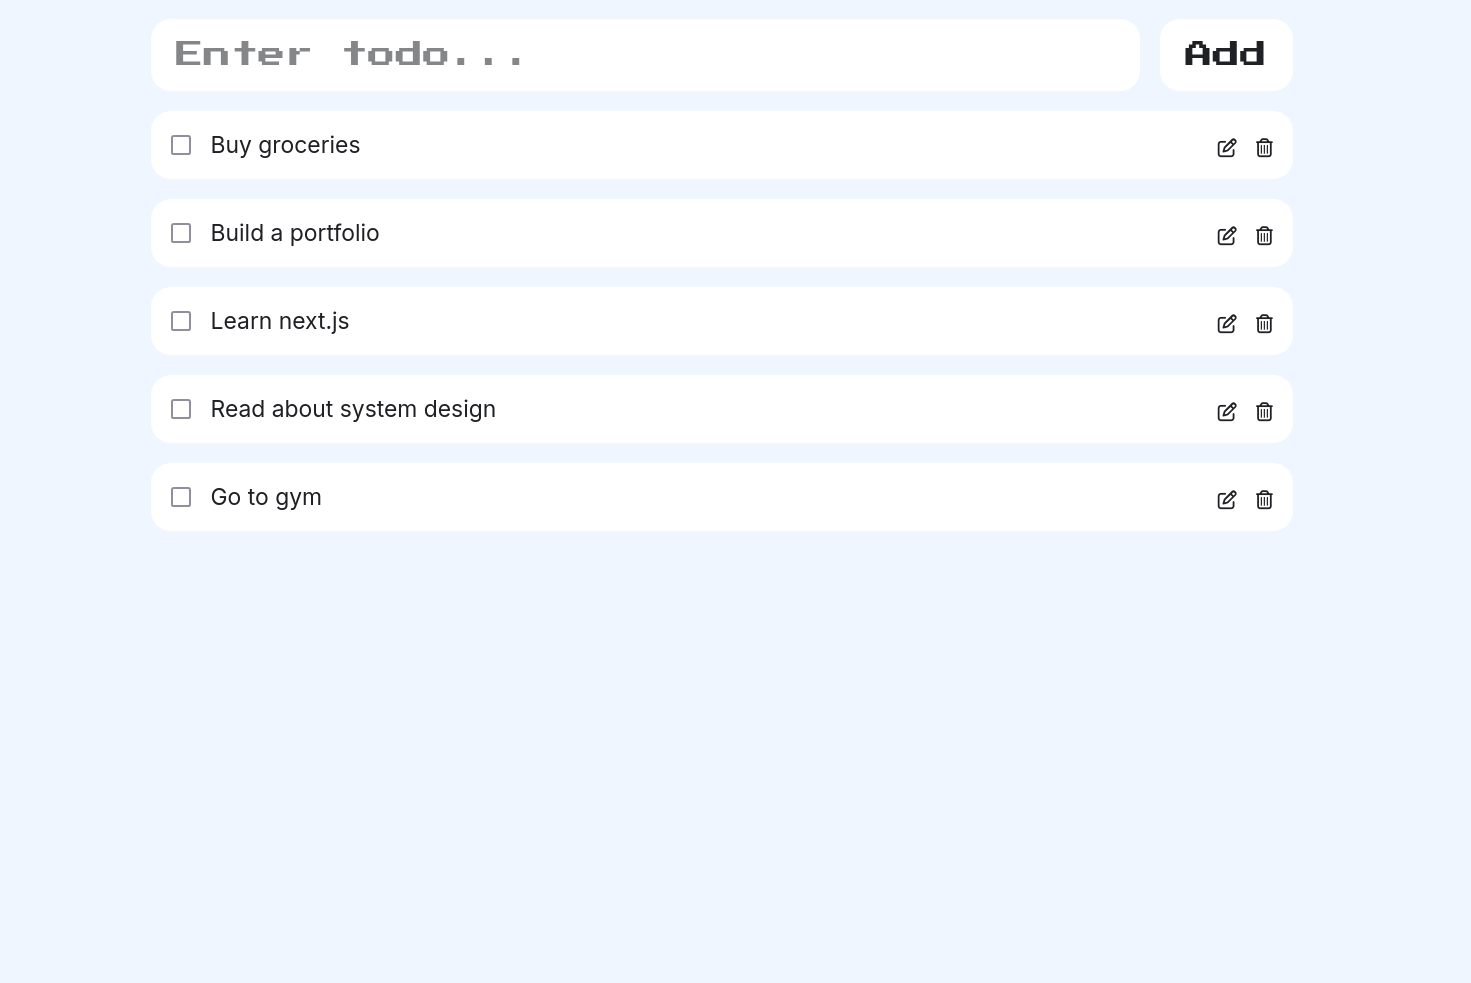 Enter todo... Add
Buy groceries
Build a portfolio
Learn next.js
Read about system design
Go to gym